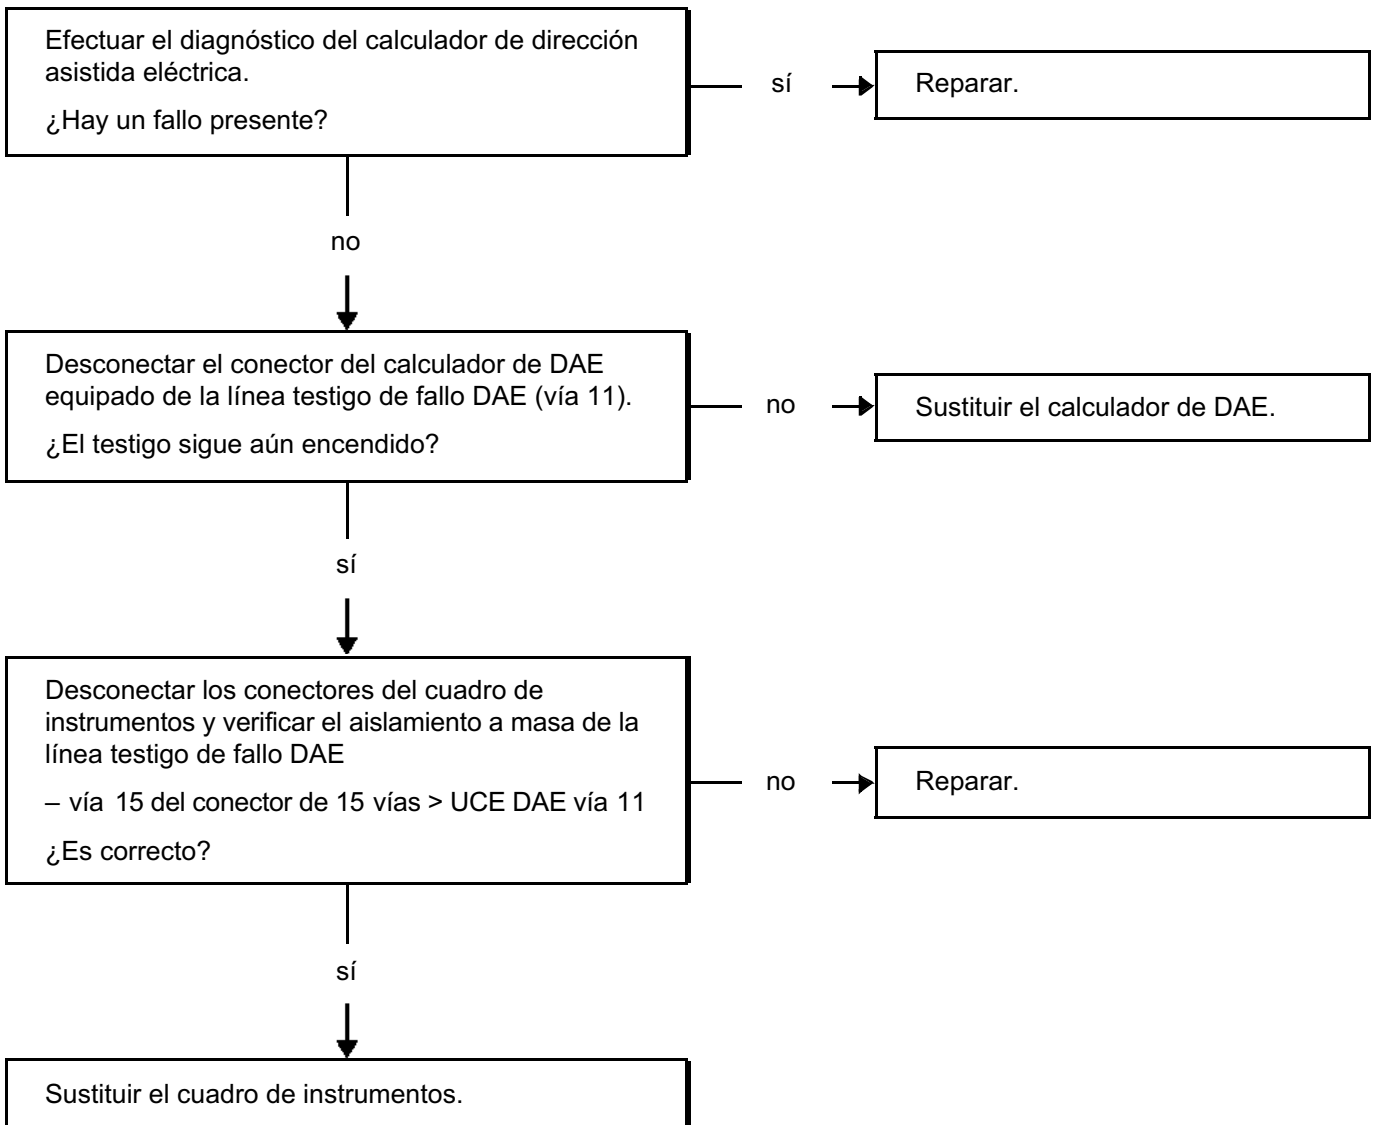 Efectuar el diagnóstico del calculador de dirección
asistida eléctrica.
¿Hay un fallo presente?
sí
Reparar.
no
Desconectar el conector del calculador de DAE
equipado de la línea testigo de fallo DAE (vía 11).
¿El testigo sigue aún encendido?
no
Sustituir el calculador de DAE.
sí
Desconectar los conectores del cuadro de
instrumentos y verificar el aislamiento a masa de la
línea testigo de fallo DAE
– vía 15 del conector de 15 vías > UCE DAE vía 11
¿Es correcto?
no
Reparar.
sí
Sustituir el cuadro de instrumentos.